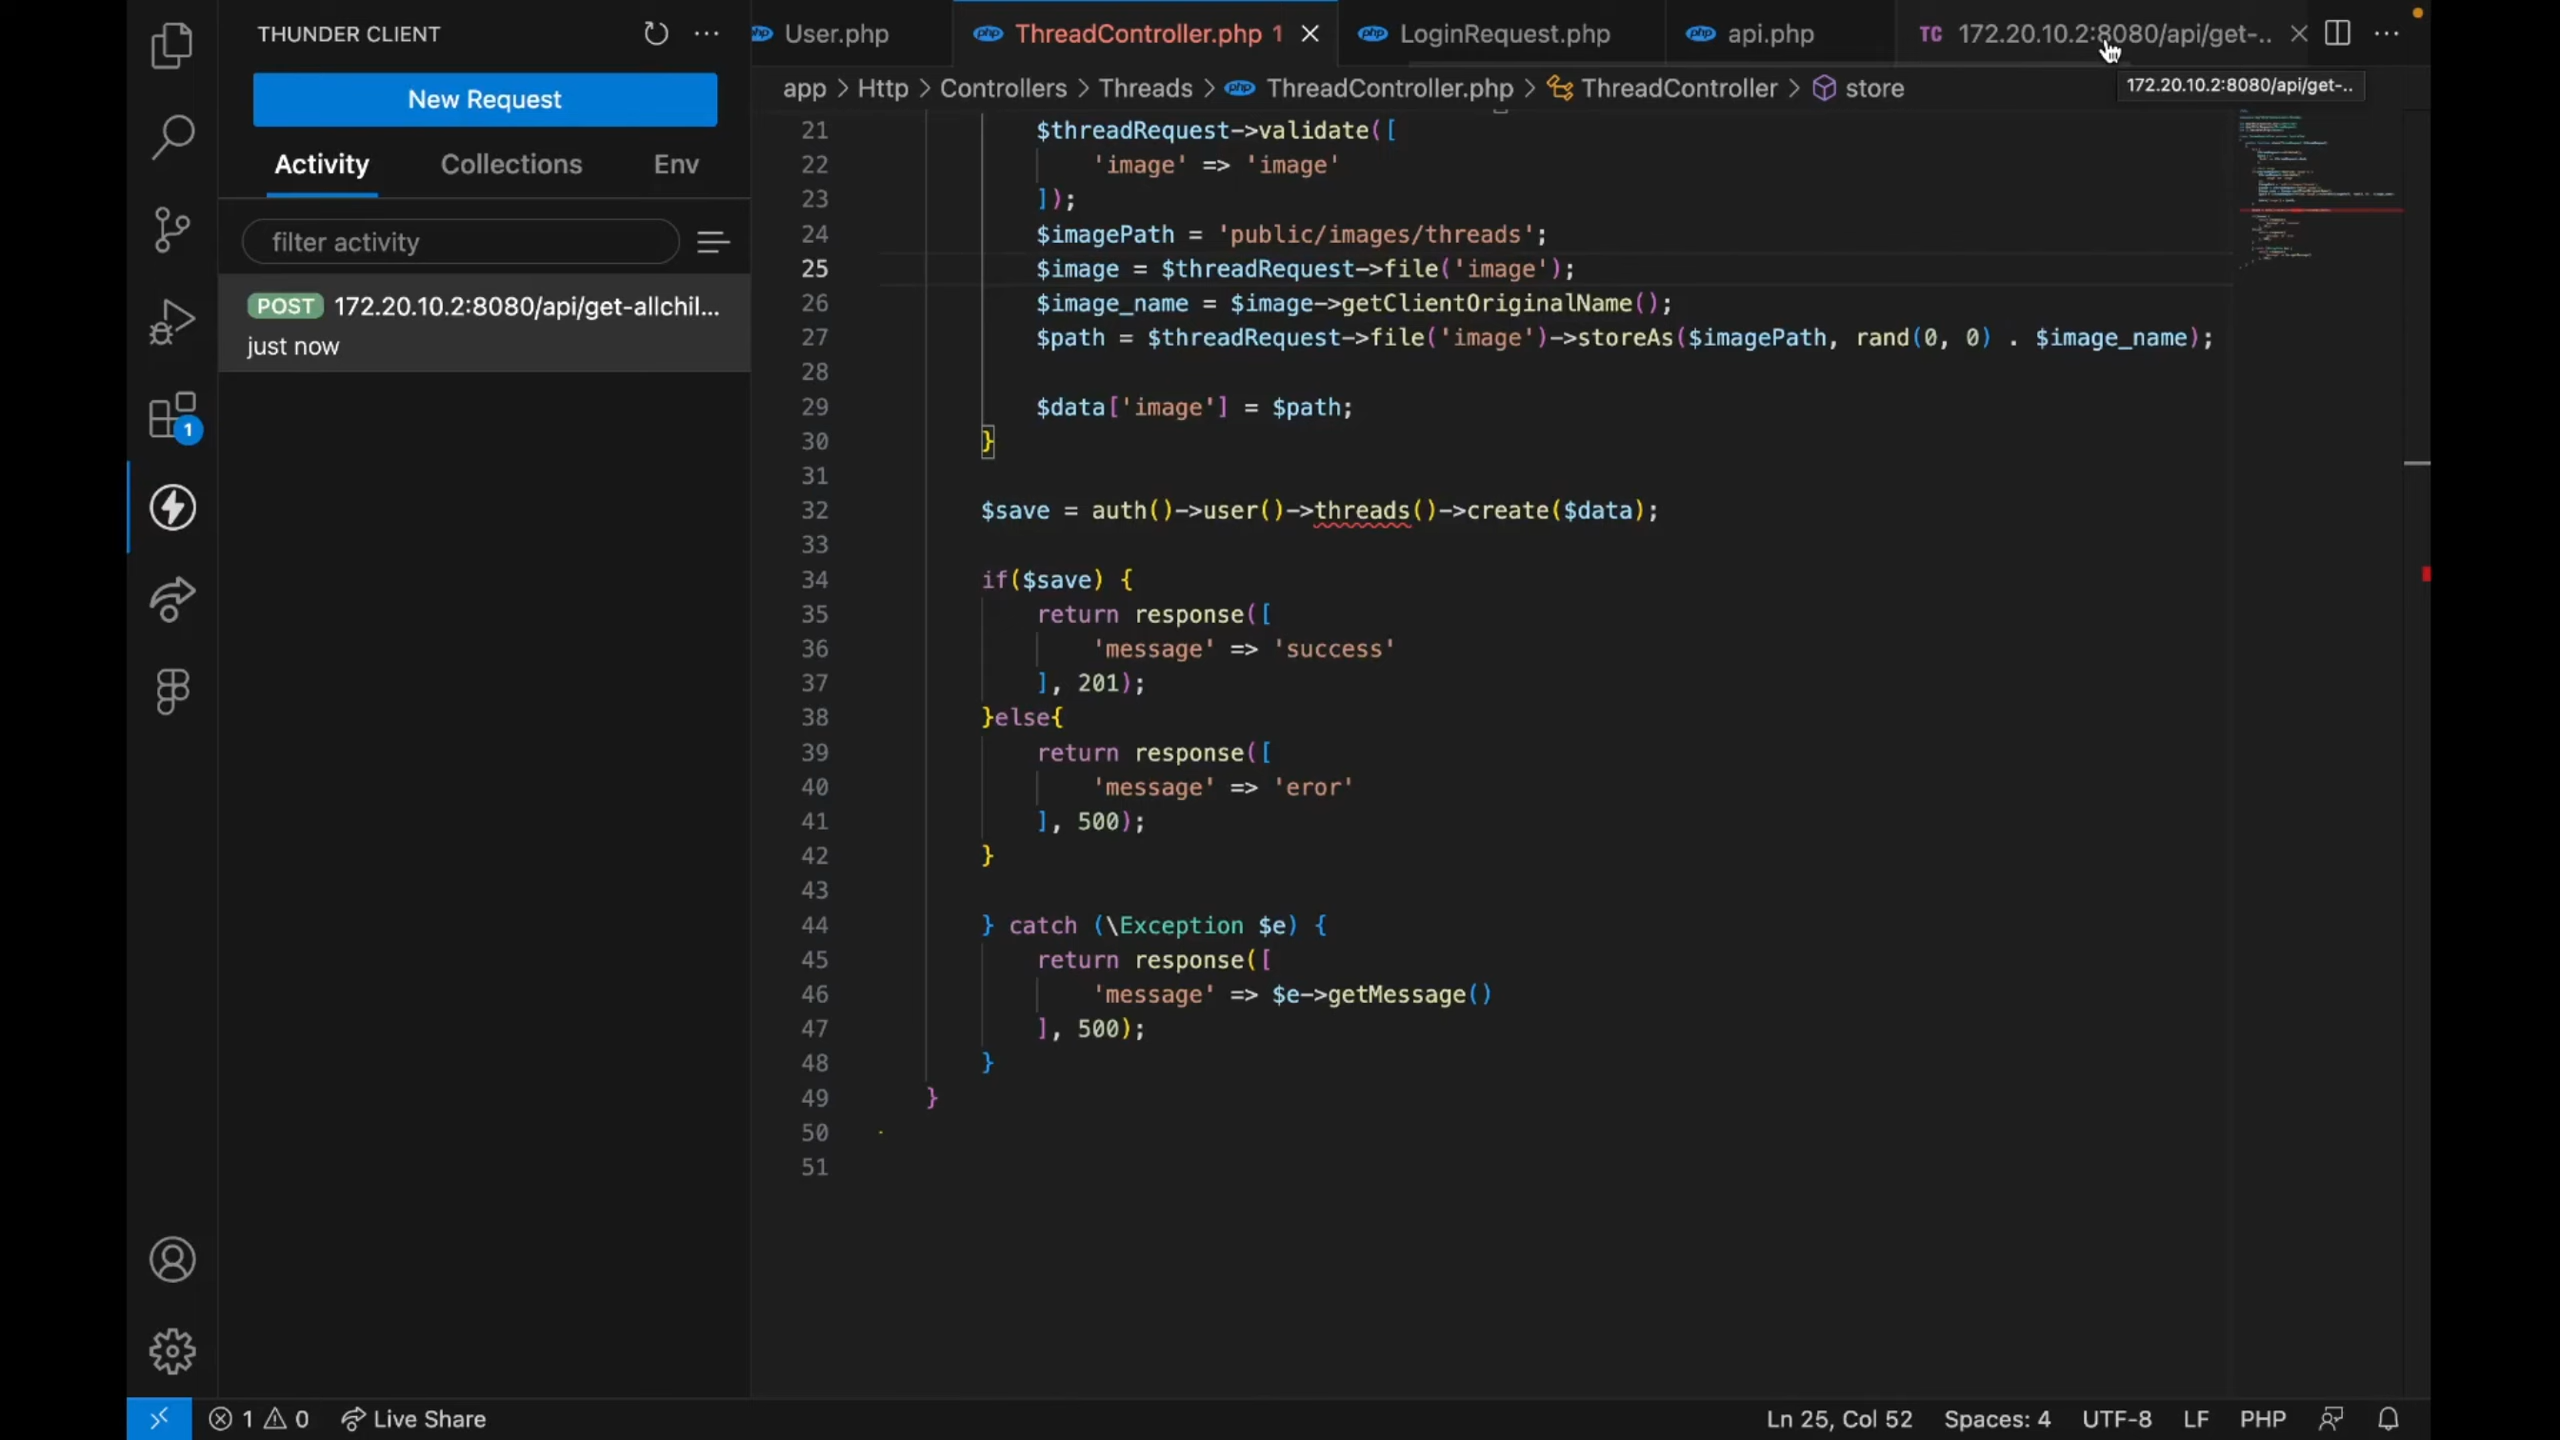 THUNDER CLIENT
New Request
Activity Collections Env
filter activity
POST 172.20.10.2:8080/api/get-allchil...
just now
User.php
ThreadController.php 1
LoginRequest.php
api.php
TC 172.20.10.2:8080/api/get-..
172.20.10.2:8080/api/get-..
app > Http > Controllers > Threads > ThreadController.php > ThreadController > store
21 $threadRequest->validate([
22 'image' => 'image'
23 ]);
24 $imagePath = 'public/images/threads';
25 $image = $threadRequest->file('image');
26 $image_name = $image->getClientOriginalName();
27 $path = $threadRequest->file('image')->storeAs($imagePath, rand(0, 0) . $image_name);
28
29 $data['image'] = $path;
30 }
31
32 $save = auth()->user()->threads()->create($data);
33
34 if($save) {
35 return response([
36 'message' => 'success'
37 ], 201);
38 }else{
39 return response([
40 'message' => 'eror'
41 ], 500);
42 }
43
44 } catch (\Exception $e) {
45 return response([
46 'message' => $e->getMessage()
47 ], 500);
48 }
49 }
50
51
1
1 0 Live Share
Ln 25, Col 52 Spaces: 4 UTF-8 LF PHP